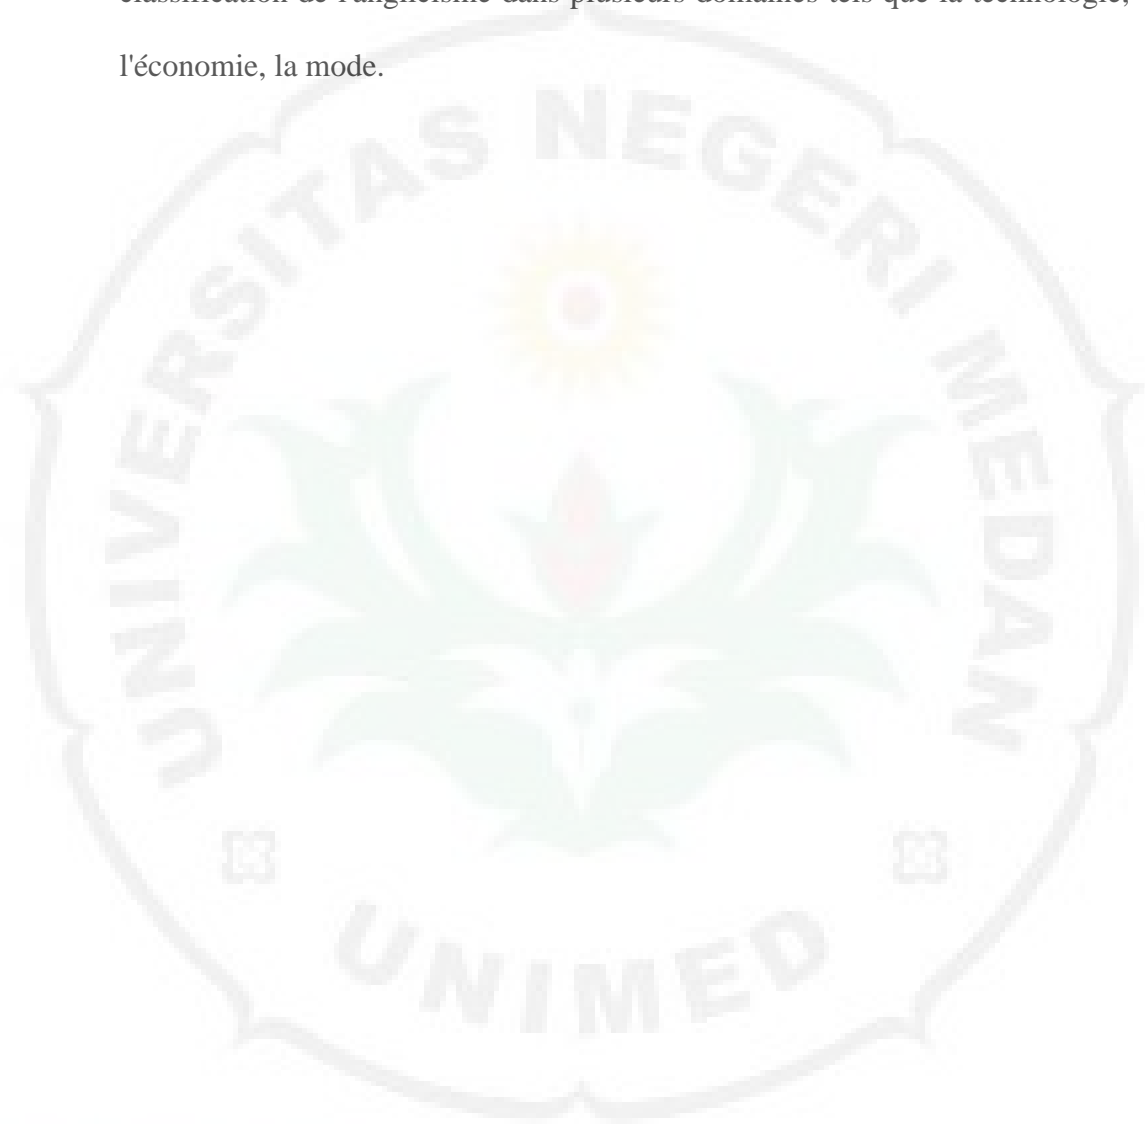 classification de l'anglicisme dans plusieurs domaines tels que la technologie,
l'économie, la mode.
UNIVERSITAS NEGERI MEDAN
UNIMED